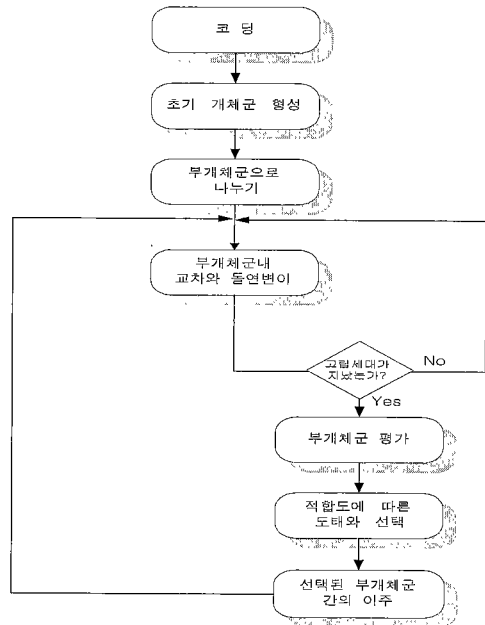 코 딩
초기 개체군 형성
부개체군으로
나누기
부개체군내
교차와 돌연변이
고립세대가
지났는가?
No
Yes
부개체군 평가
적합도에 따른
도태와 선택
선택된 부개체군
간의 이주